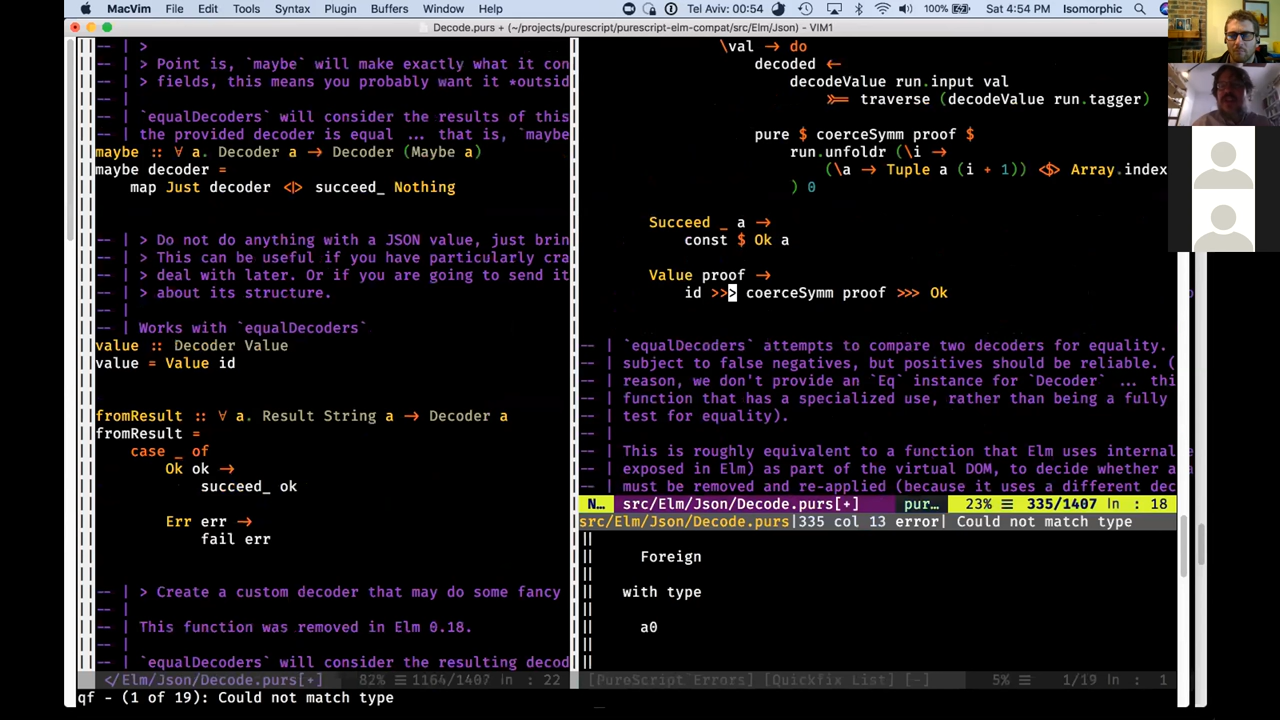 MacVim File Edit Tools Syntax Plugin Buffers Window Help Tel Aviv: 00:54 100% Sat 4:54 PM Isomorphic
Decode.purs + (~/projects/purescript-elm-compat/src/Elm/Json) - VIM1
-- | >
-- | > Point is, `maybe` will make exactly what it con
-- | > fields, this means you probably want it *outsid
-- |
-- | `equalDecoders` will consider the results of this
-- | the provided decoder is equal ... that is, `maybe
maybe :: ∀ a. Decoder a → Decoder (Maybe a)
maybe decoder =
map Just decoder <|> succeed_ Nothing
-- | > Do not do anything with a JSON value, just brin
-- | > This can be useful if you have particularly cra
-- | > deal with later. Or if you are going to send it
-- | > about its structure.
-- |
-- | Works with `equalDecoders`
value :: Decoder Value
value = Value id
fromResult :: ∀ a. Result String a → Decoder a
fromResult =
case _ of
Ok ok →
succeed_ ok
Err err →
fail err
-- | > Create a custom decoder that may do some fancy
-- |
-- | This function was removed in Elm 0.18.
-- |
-- | `equalDecoders` will consider the resulting decod
</Elm/Json/Decode.purs[+] 82% ☰ 1164/1407 ln : 22
qf - (1 of 19): Could not match type
\val → do
decoded ←
decodeValue run.input val
>>= traverse (decodeValue run.tagger)
pure $ coerceSymm proof $
run.unfoldr (\i →
(\a → Tuple a (i + 1)) <$> Array.index
) 0
Succeed _ a →
const $ Ok a
Value proof →
id >>> coerceSymm proof >>> Ok
-- | `equalDecoders` attempts to compare two decoders for equality.
-- | subject to false negatives, but positives should be reliable. (
-- | reason, we don't provide an `Eq` instance for `Decoder` ... thi
-- | function that has a specialized use, rather than being a fully
-- | test for equality).
-- |
-- | This is roughly equivalent to a function that Elm uses internal
-- | exposed in Elm) as part of the virtual DOM, to decide whether a
-- | must be removed and re-applied (because it uses a different dec
N… src/Elm/Json/Decode.purs[+] pur… 23% ☰ 335/1407 ln : 18
src/Elm/Json/Decode.purs|335 col 13 error| Could not match type
||
|| Foreign
||
|| with type
||
|| a0
||
[PureScript Errors] [Quickfix List] [-] 5% ☰ 1/19 ln : 1